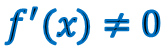 f′(x) ≠ 0